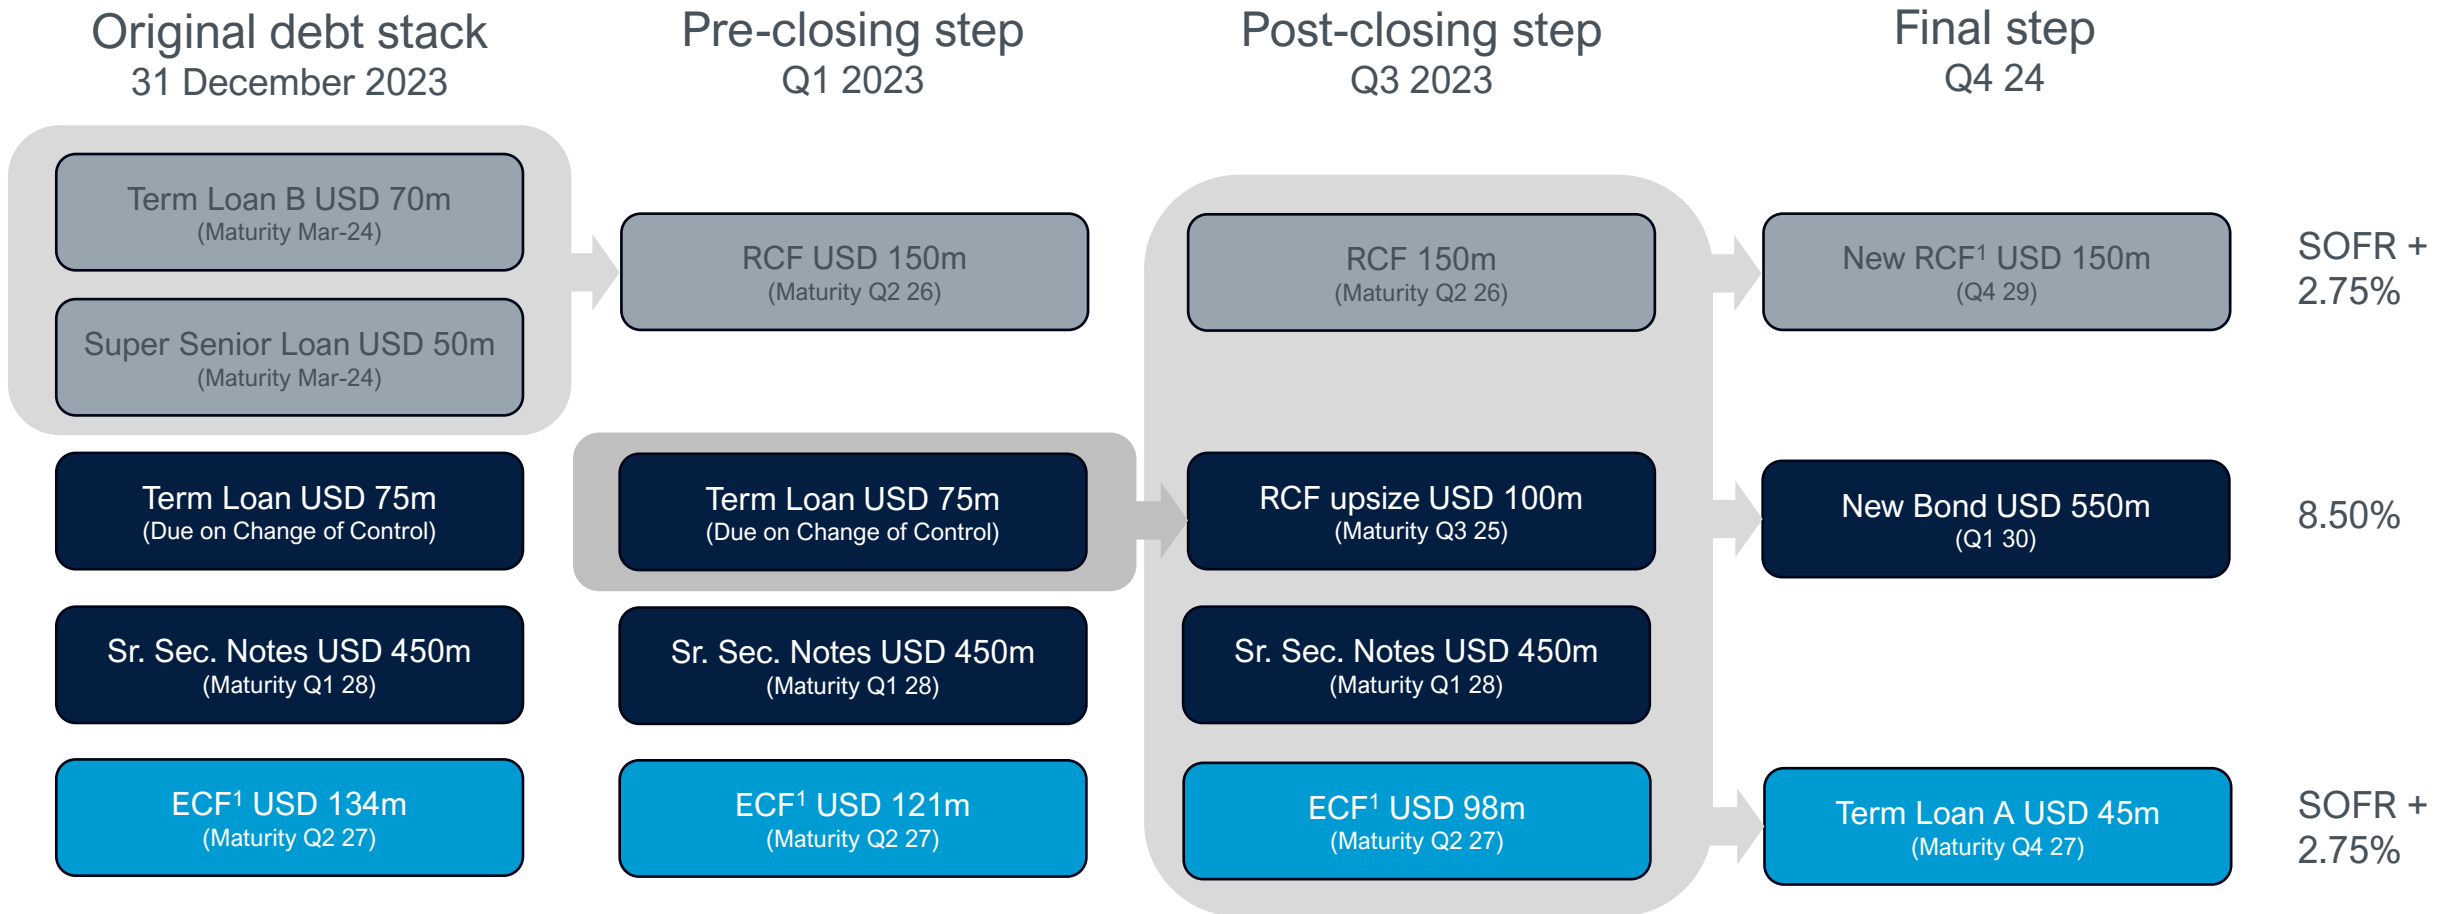 Original debt stack
31 December 2023
Term Loan B USD 70m
(Maturity Mar-24)
Super Senior Loan USD 50m
(Maturity Mar-24)
Term Loan USD 75m
(Due on Change of Control)
Sr. Sec. Notes USD 450m
(Maturity Q1 28)
ECF¹ USD 134m
(Maturity Q2 27)
Pre-closing step
Q1 2023
RCF USD 150m
(Maturity Q2 26)
Term Loan USD 75m
(Due on Change of Control)
Sr. Sec. Notes USD 450m
(Maturity Q1 28)
ECF¹ USD 121m
(Maturity Q2 27)
Post-closing step
Q3 2023
RCF 150m
(Maturity Q2 26)
RCF upsize USD 100m
(Maturity Q3 25)
Sr. Sec. Notes USD 450m
(Maturity Q1 28)
ECF¹ USD 98m
(Maturity Q2 27)
Final step
Q4 24
New RCF¹ USD 150m
(Q4 29)
New Bond USD 550m
(Q1 30)
Term Loan A USD 45m
(Maturity Q4 27)
SOFR +
2.75%
8.50%
SOFR +
2.75%